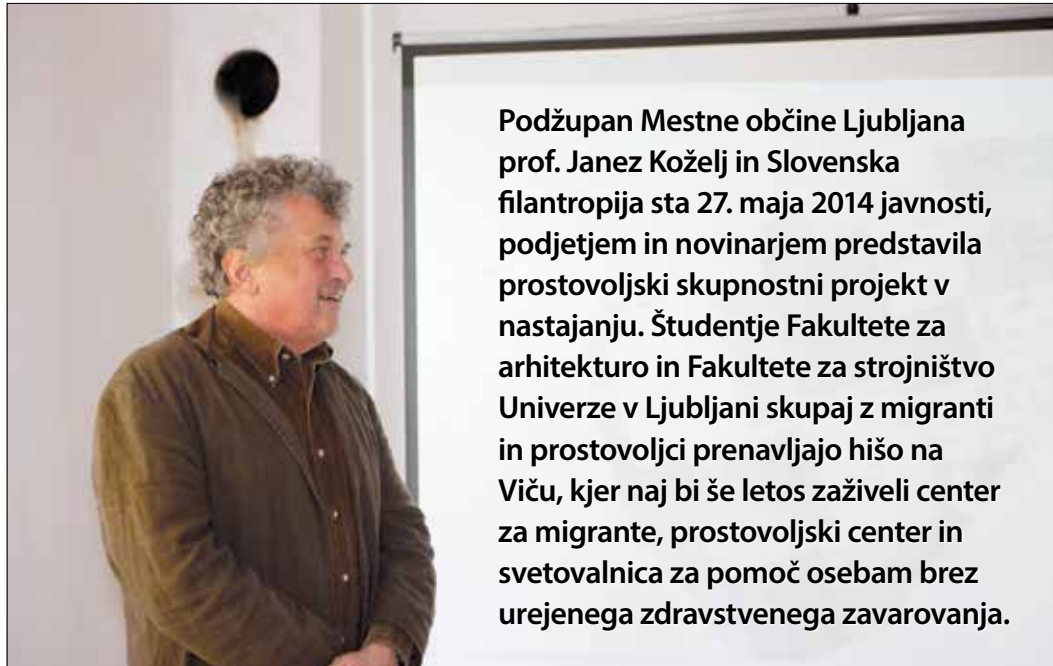 Podžupan Mestne občine Ljubljana
prof. Janez Koželj in Slovenska
filantropija sta 27. maja 2014 javnosti,
podjetjem in novinarjem predstavila
prostovoljski skupnostni projekt v
nastajanju. Študentje Fakultete za
arhitekturo in Fakultete za strojništvo
Univerze v Ljubljani skupaj z migranti
in prostovoljci prenavljajo hišo na
Viču, kjer naj bi še letos zaživeli center
za migrante, prostovoljski center in
svetovalnica za pomoč osebam brez
urejenega zdravstvenega zavarovanja.